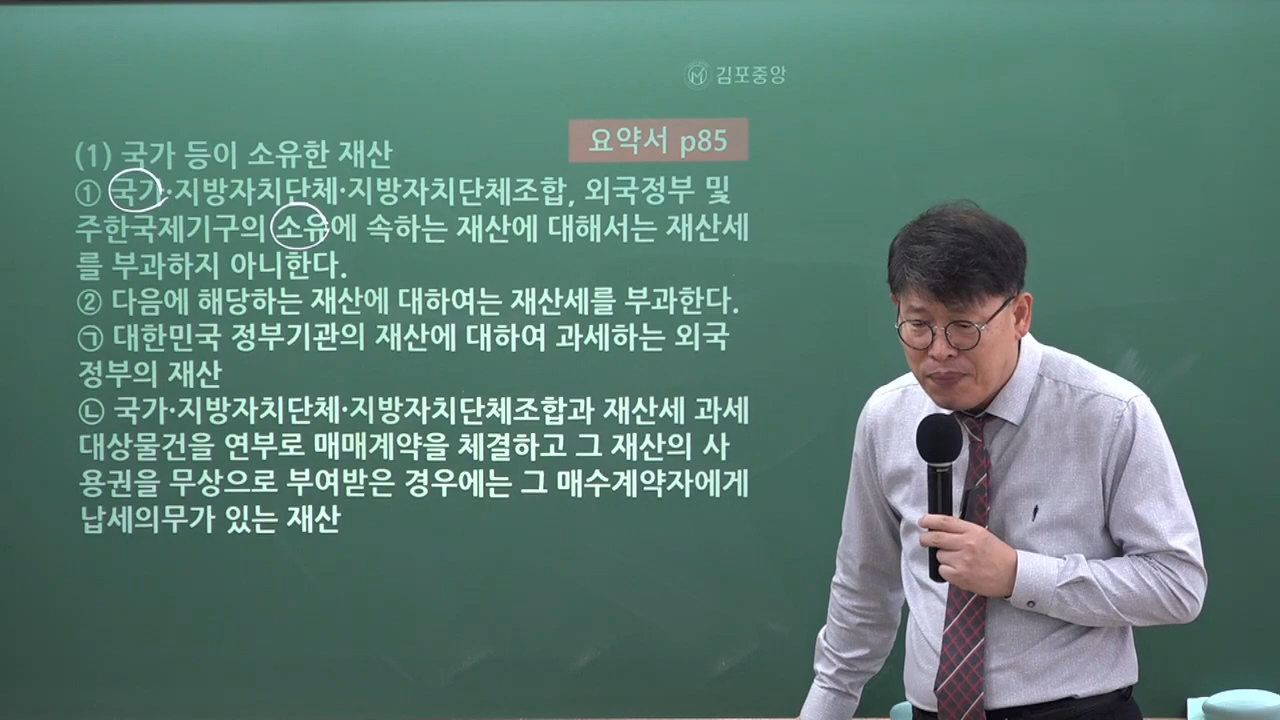 김포중앙
요약서 p85
(1) 국가 등이 소유한 재산
① 국가·지방자치단체·지방자치단체조합, 외국정부 및
주한국제기구의 소유에 속하는 재산에 대해서는 재산세
를 부과하지 아니한다.
② 다음에 해당하는 재산에 대하여는 재산세를 부과한다.
㉠ 대한민국 정부기관의 재산에 대하여 과세하는 외국
정부의 재산
㉡ 국가·지방자치단체·지방자치단체조합과 재산세 과세
대상물건을 연부로 매매계약을 체결하고 그 재산의 사
용권을 무상으로 부여받은 경우에는 그 매수계약자에게
납세의무가 있는 재산